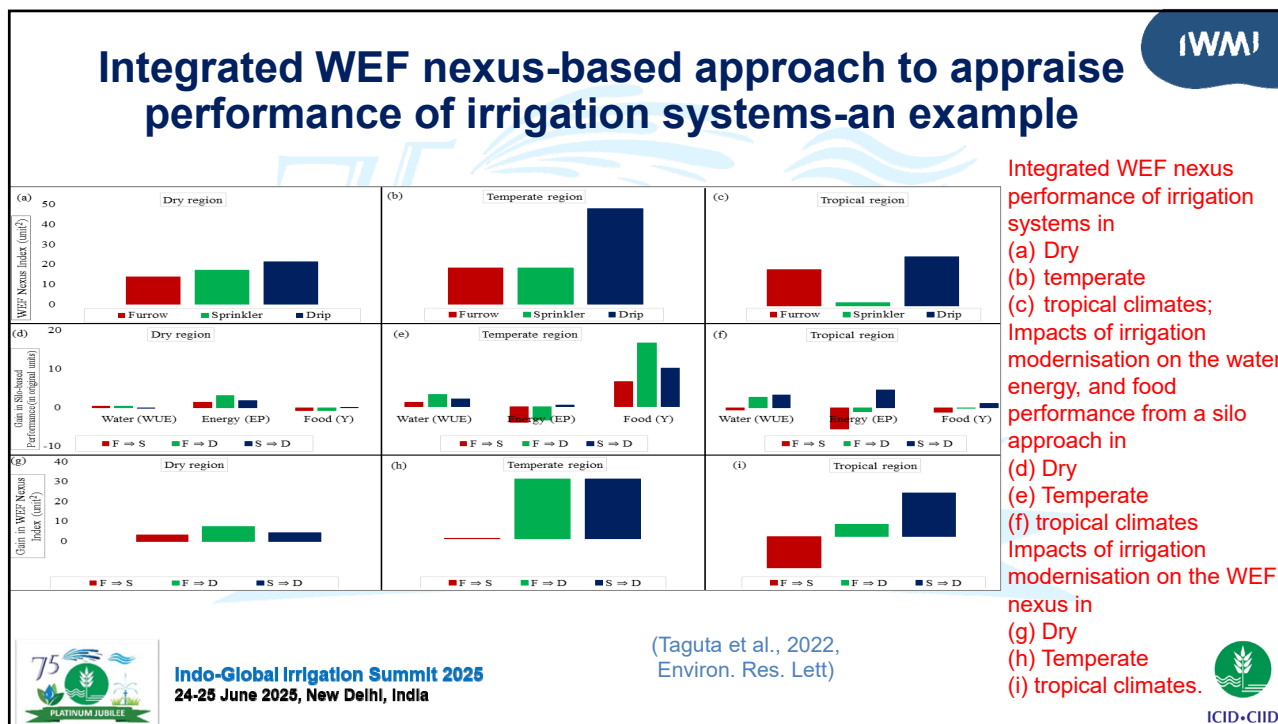 IWMI
Integrated WEF nexus-based approach to appraise
performance of irrigation systems-an example
(a)
Dry region
WEF Nexus Index (unit²)
50
40
30
20
10
0
Furrow Sprinkler Drip
(b)
Temperate region
Furrow Sprinkler Drip
(c)
Tropical region
Furrow Sprinkler Drip
(d)
Dry region
Gain in Silo-based
Performance(in original units)
20
10
0
-10
Water (WUE) Energy (EP) Food (Y)
F ⇒ S F ⇒ D S ⇒ D
(e)
Temperate region
Water (WUE) Energy (EP) Food (Y)
F ⇒ S F ⇒ D S ⇒ D
(f)
Tropical region
Water (WUE) Energy (EP) Food (Y)
F ⇒ S F ⇒ D S ⇒ D
(g)
Dry region
Gain in WEF Nexus
Index (unit²)
40
30
20
10
0
F ⇒ S F ⇒ D S ⇒ D
(h)
Temperate region
F ⇒ S F ⇒ D S ⇒ D
(i)
Tropical region
F ⇒ S F ⇒ D S ⇒ D
Integrated WEF nexus
performance of irrigation
systems in
(a) Dry
(b) temperate
(c) tropical climates;
Impacts of irrigation
modernisation on the water
energy, and food
performance from a silo
approach in
(d) Dry
(e) Temperate
(f) tropical climates
Impacts of irrigation
modernisation on the WEF
nexus in
(g) Dry
(h) Temperate
(i) tropical climates.
(Taguta et al., 2022,
Environ. Res. Lett)
75
PLATINUM JUBILEE
Indo-Global Irrigation Summit 2025
24-25 June 2025, New Delhi, India
ICID•CIID